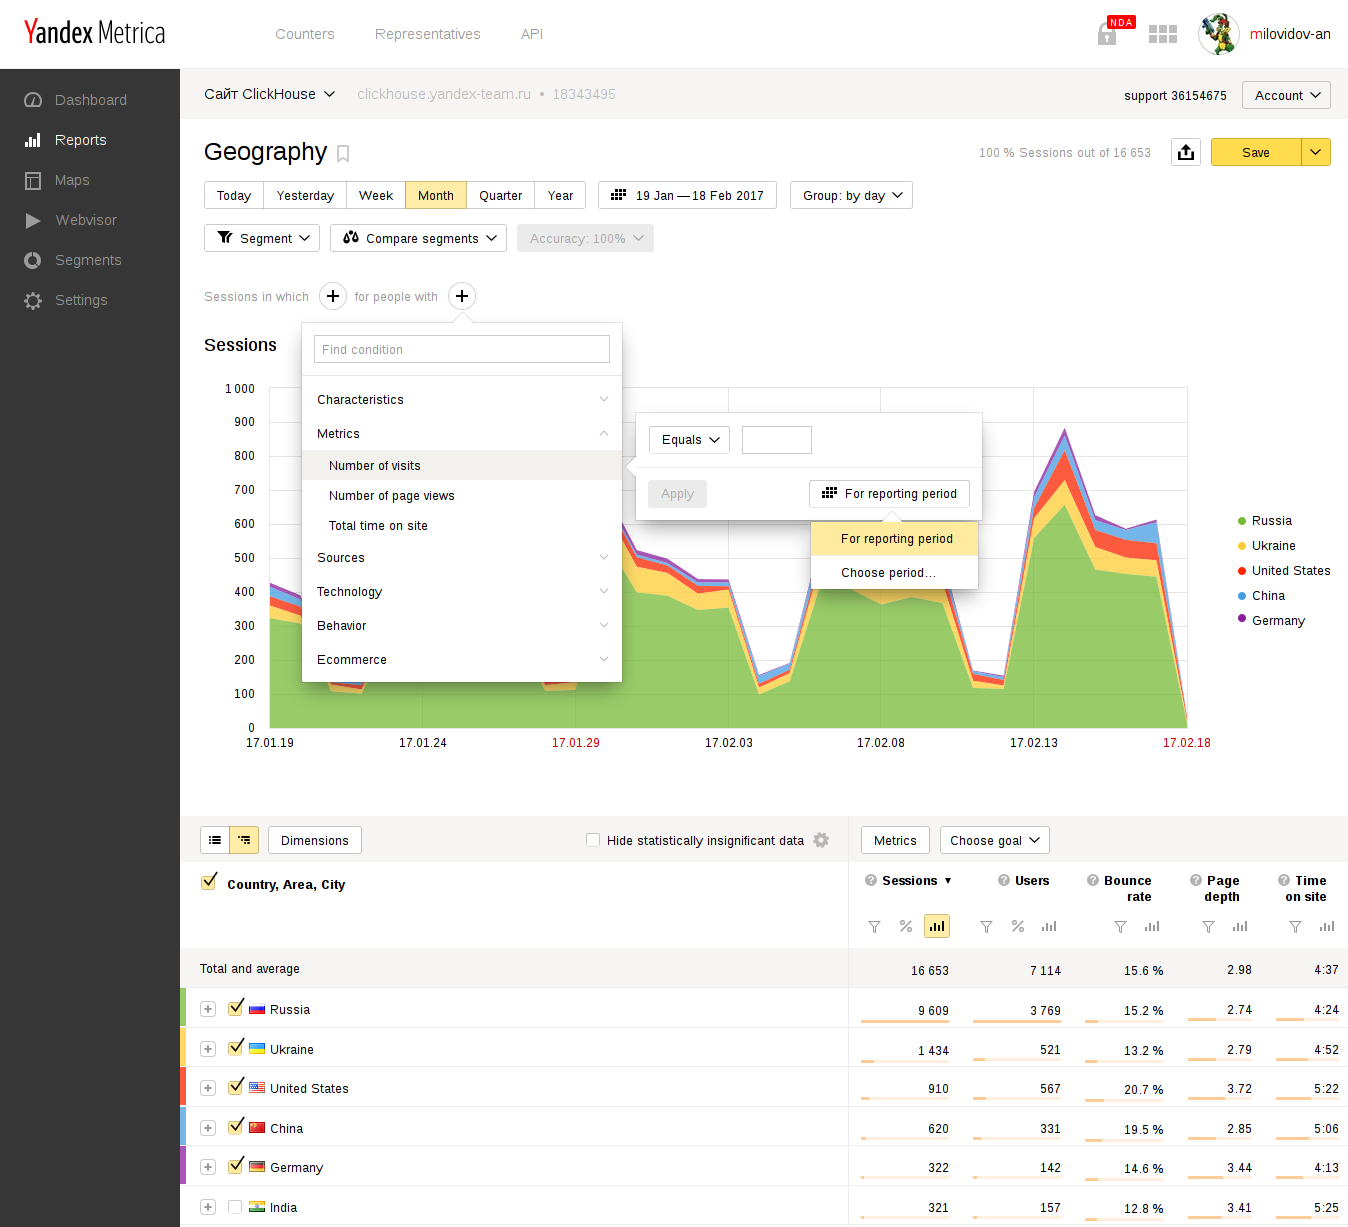 Yandex Metrica
Counters Representatives API
NDA
milovidov-an
Dashboard
Reports
Maps
Webvisor
Segments
Settings
Сайт ClickHouse clickhouse.yandex-team.ru • 18343495
support 36154675 Account
Geography
100 % Sessions out of 16 653 Save
Today Yesterday Week Month Quarter Year 19 Jan — 18 Feb 2017 Group: by day
Segment Compare segments Accuracy: 100%
Sessions in which + for people with +
Sessions
Find condition
Characteristics
Metrics
Number of visits
Number of page views
Total time on site
Sources
Technology
Behavior
Ecommerce
Equals
Apply For reporting period
For reporting period
Choose period...
1 000
900
800
700
600
500
400
300
200
100
0
17.01.19 17.01.24 17.01.29 17.02.03 17.02.08 17.02.13 17.02.18
Russia
Ukraine
United States
China
Germany
Dimensions Hide statistically insignificant data Metrics Choose goal
Country, Area, City ? Sessions ▼ ? Users ? Bounce rate ? Page depth ? Time on site
% %
Total and average 16 653 7 114 15.6 % 2.98 4:37
+ Russia 9 609 3 769 15.2 % 2.74 4:24
+ Ukraine 1 434 521 13.2 % 2.79 4:52
+ United States 910 567 20.7 % 3.72 5:22
+ China 620 331 19.5 % 2.85 5:06
+ Germany 322 142 14.6 % 3.44 4:13
+ India 321 157 12.8 % 3.41 5:25